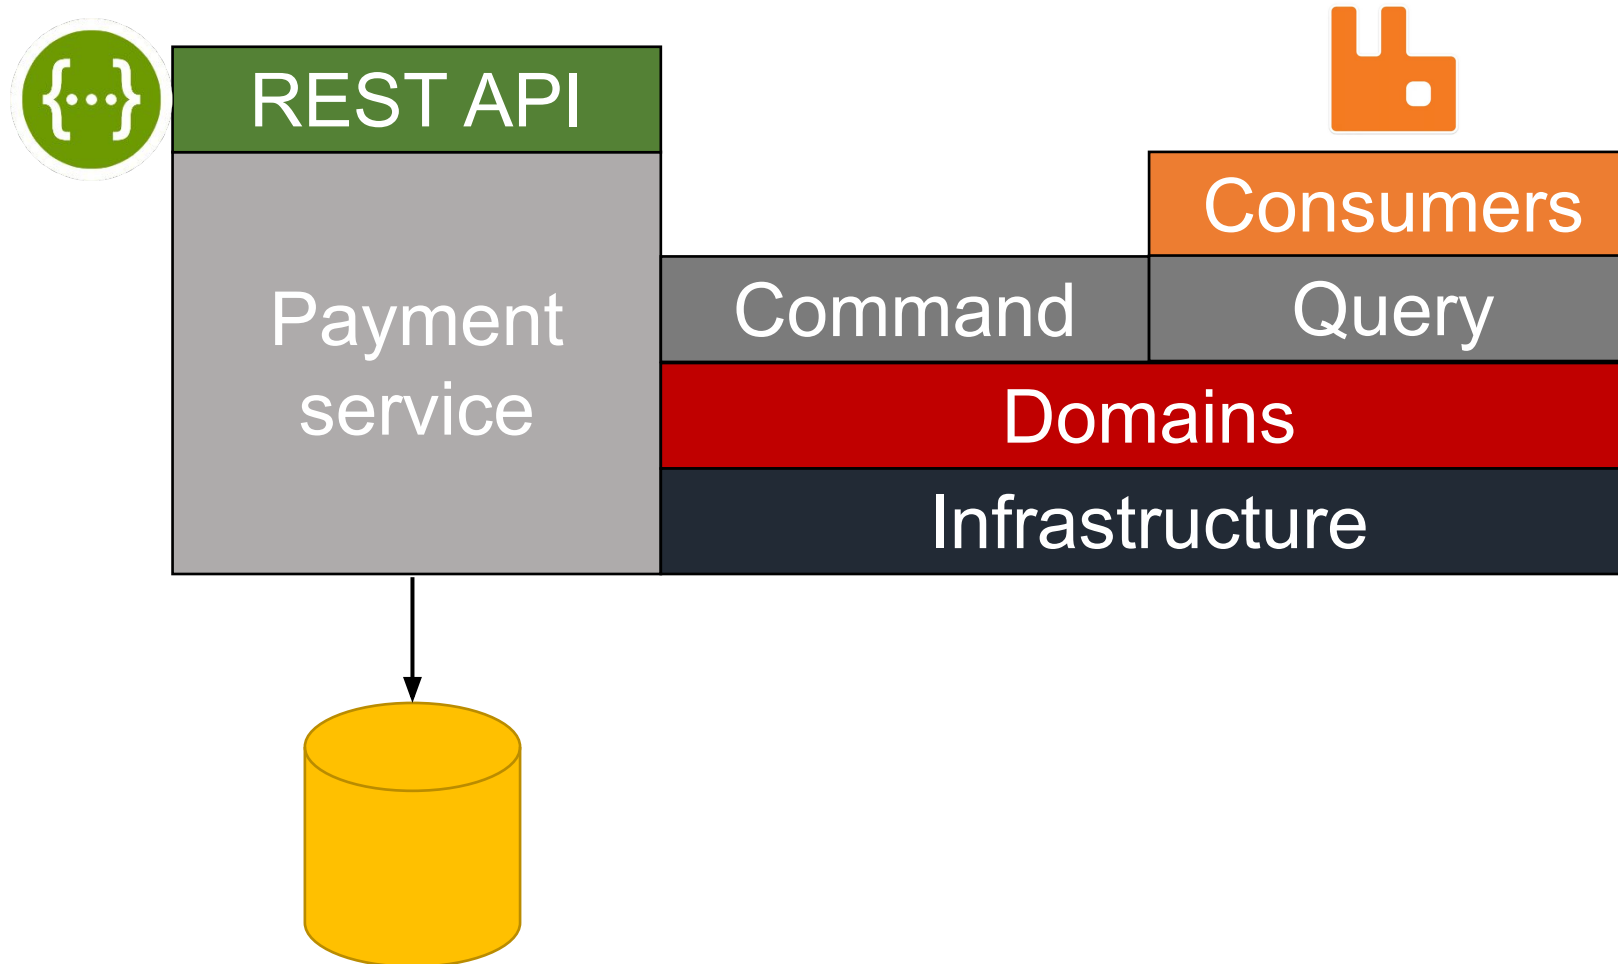 REST API
Consumers
Payment
service
Command
Query
Domains
Infrastructure